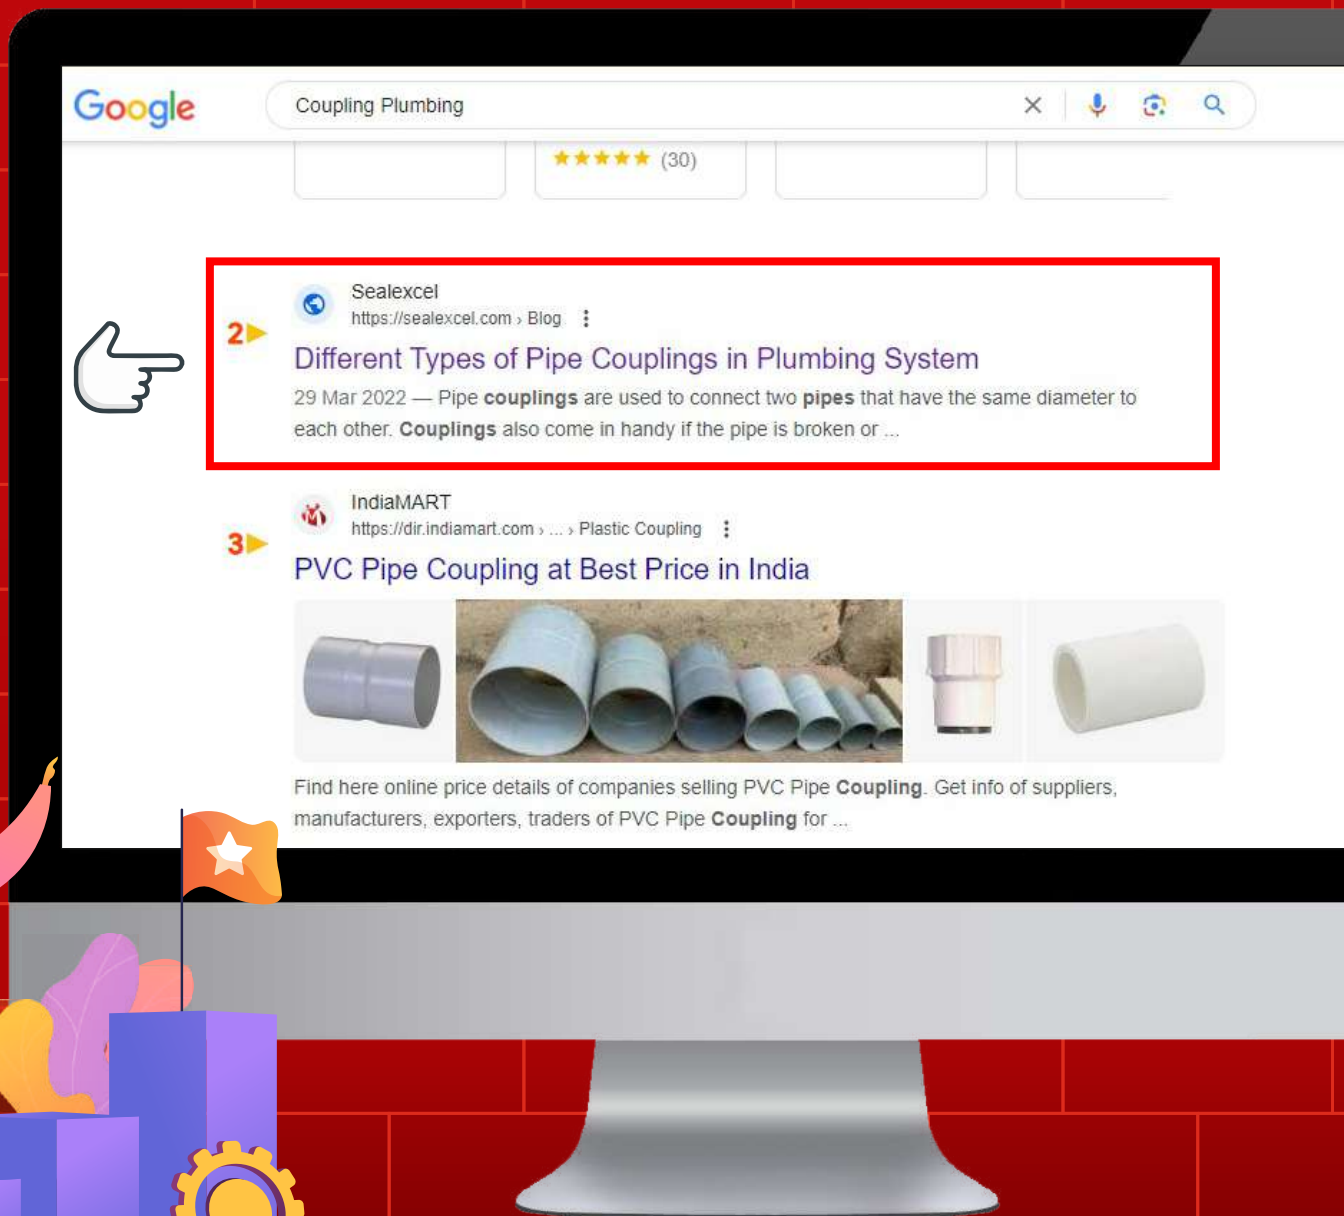 Google
Coupling Plumbing
(30)
Sealexcel
https://sealexcel.com › Blog
2
Different Types of Pipe Couplings in Plumbing System
29 Mar 2022 — Pipe couplings are used to connect two pipes that have the same diameter to
each other. Couplings also come in handy if the pipe is broken or ...
IndiaMART
https://dir.indiamart.com › ... › Plastic Coupling
3
PVC Pipe Coupling at Best Price in India
Find here online price details of companies selling PVC Pipe Coupling. Get info of suppliers,
manufacturers, exporters, traders of PVC Pipe Coupling for ...